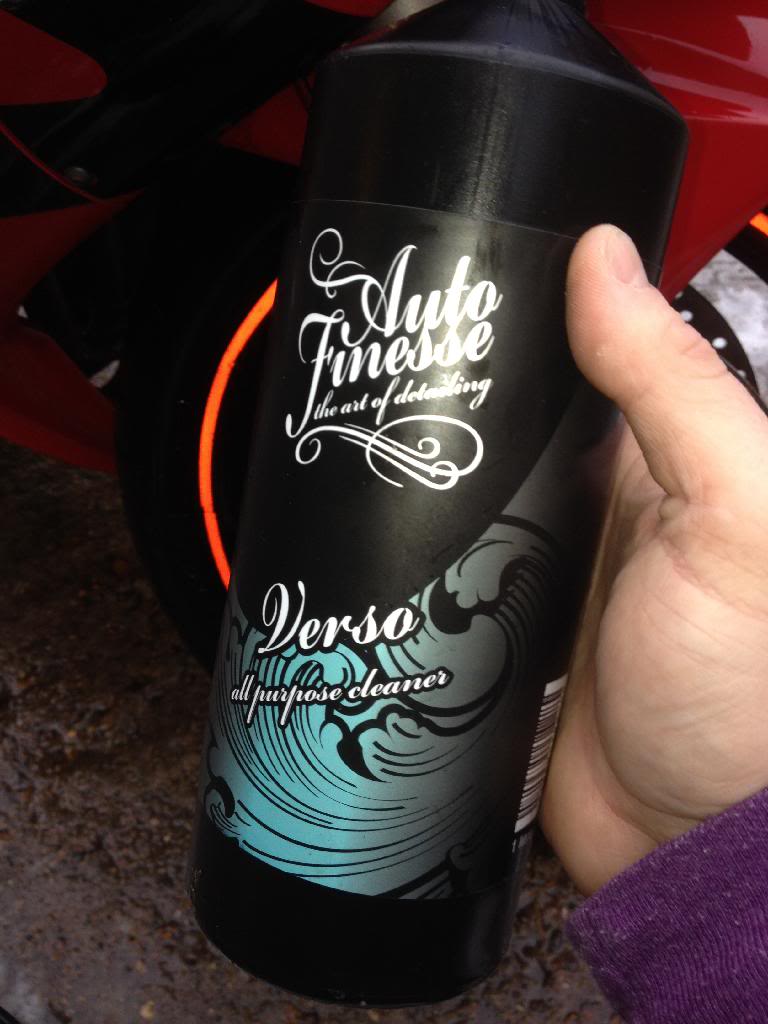 Auto
Finesse
the art of detailing
Verso
all purpose cleaner